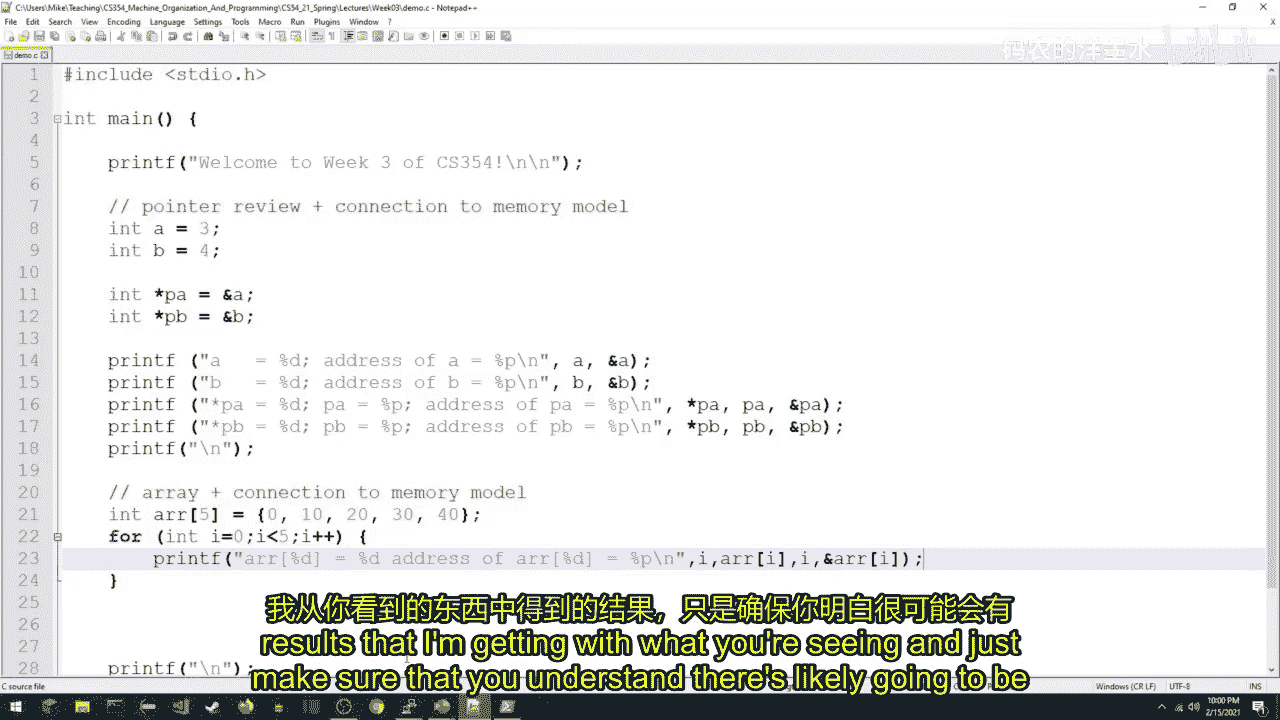 C:\Users\Mike\Teaching\CS354_Machine_Organization_And_Programming\CS54_21_Spring\Lectures\Week03\demo.c - Notepad++
File Edit Search View Encoding Language Settings Tools Macro Run Plugins Window ?
demo.c
1 #include <stdio.h>
2
3 int main() {
4
5 printf("Welcome to Week 3 of CS354!\n\n");
6
7 // pointer review + connection to memory model
8 int a = 3;
9 int b = 4;
10
11 int *pa = &a;
12 int *pb = &b;
13
14 printf ("a   = %d; address of a = %p\n", a, &a);
15 printf ("b   = %d; address of b = %p\n", b, &b);
16 printf ("*pa = %d; pa = %p; address of pa = %p\n", *pa, pa, &pa);
17 printf ("*pb = %d; pb = %p; address of pb = %p\n", *pb, pb, &pb);
18 printf("\n");
19
20 // array + connection to memory model
21 int arr[5] = {0, 10, 20, 30, 40};
22 for (int i=0;i<5;i++) {
23 printf("arr[%d] = %d address of arr[%d] = %p\n",i,arr[i],i,&arr[i]);
24 }
25
26
27
28 printf("\n");
我从你看到的东西中得到的结果，只是确保你明白很可能会有
results that I'm getting with what you're seeing and just
make sure that you understand there's likely going to be
C source file
Windows (CR LF) UTF-8 INS
10:00 PM
2/15/2021